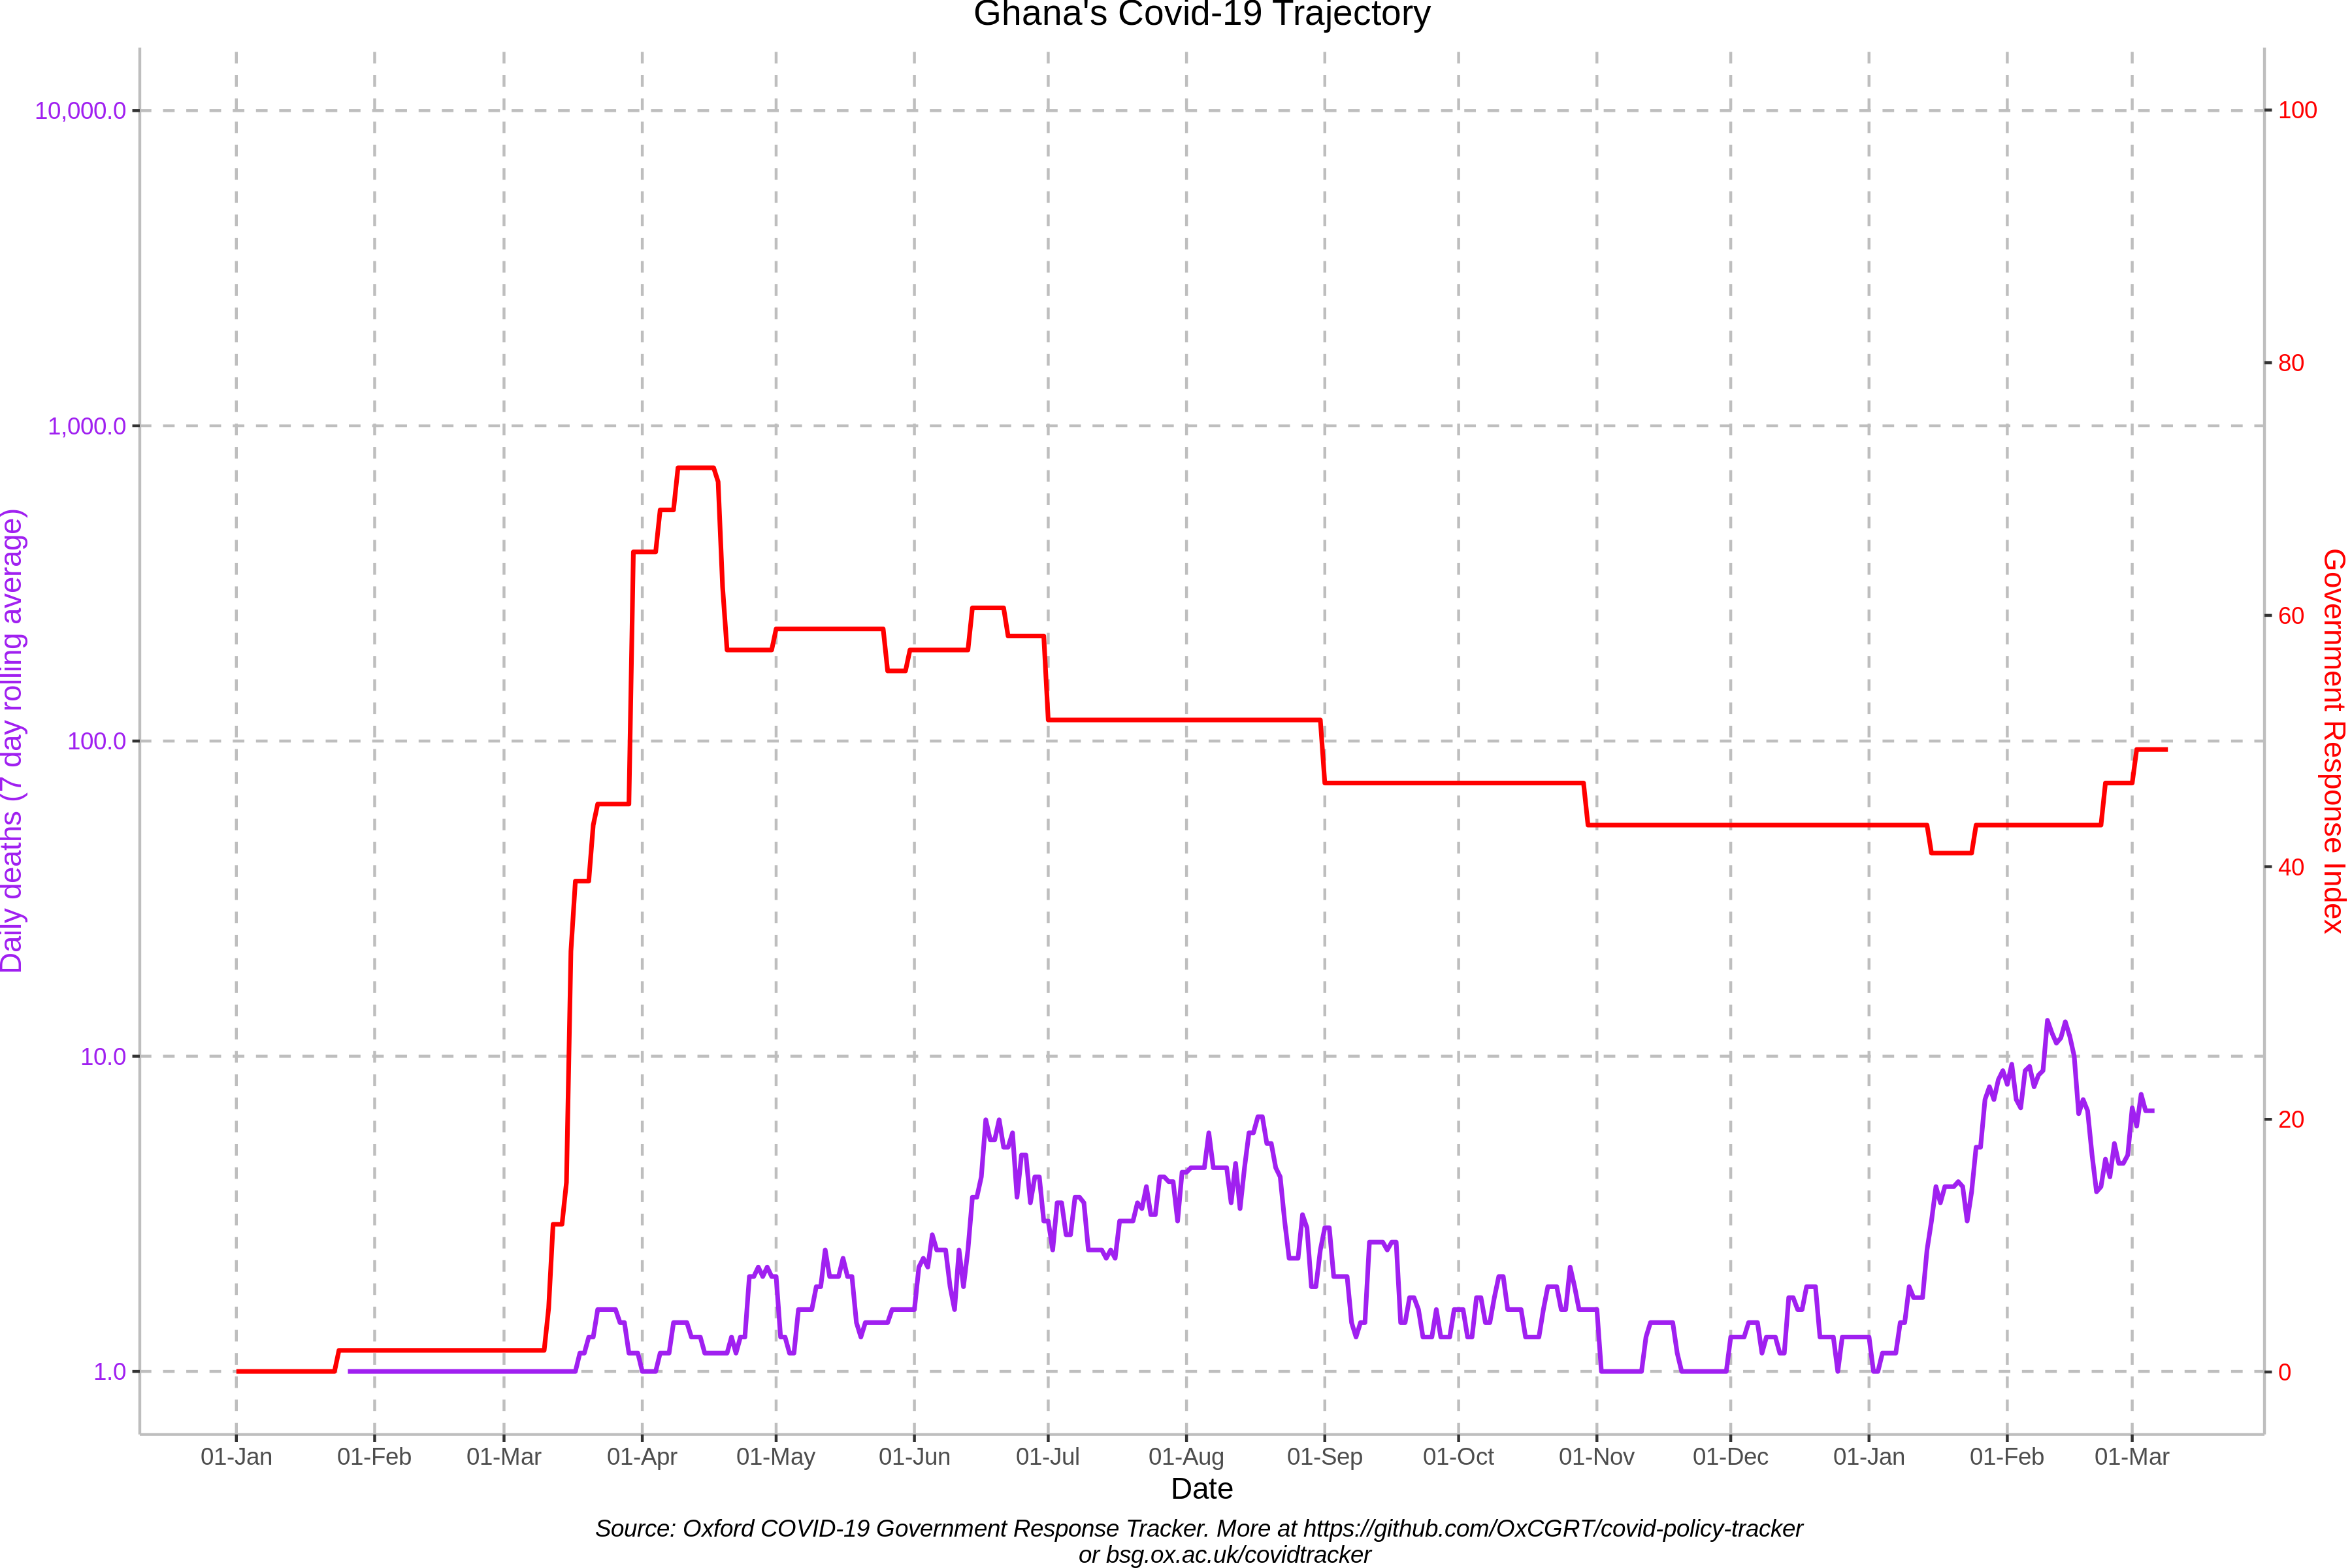 Ghana's Covid-19 Trajectory
10,000.0
1,000.0
100.0
10.0
1.0
Daily deaths (7 day rolling average)
100
80
60
40
20
0
Government Response Index
01-Jan 01-Feb 01-Mar 01-Apr 01-May 01-Jun 01-Jul 01-Aug 01-Sep 01-Oct 01-Nov 01-Dec 01-Jan 01-Feb 01-Mar
Date
Source: Oxford COVID-19 Government Response Tracker. More at https://github.com/OxCGRT/covid-policy-tracker
or bsg.ox.ac.uk/covidtracker